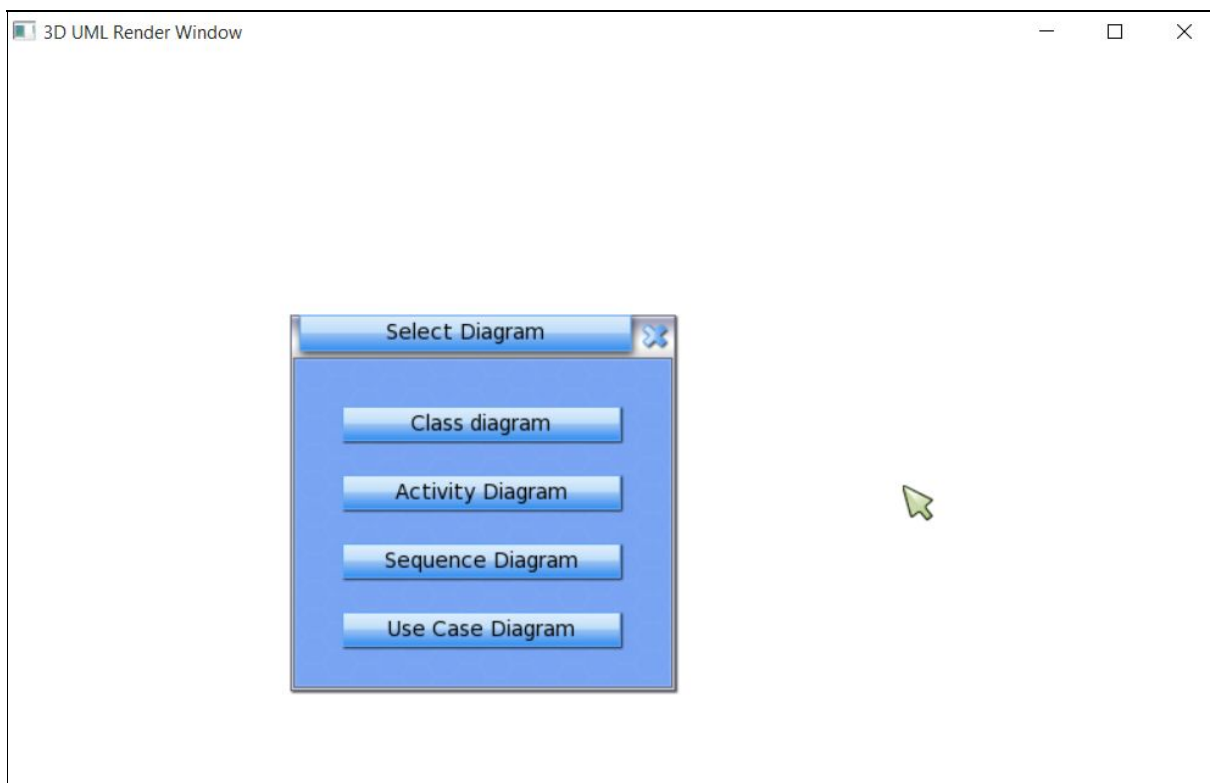 3D UML Render Window
Select Diagram
Class diagram
Activity Diagram
Sequence Diagram
Use Case Diagram